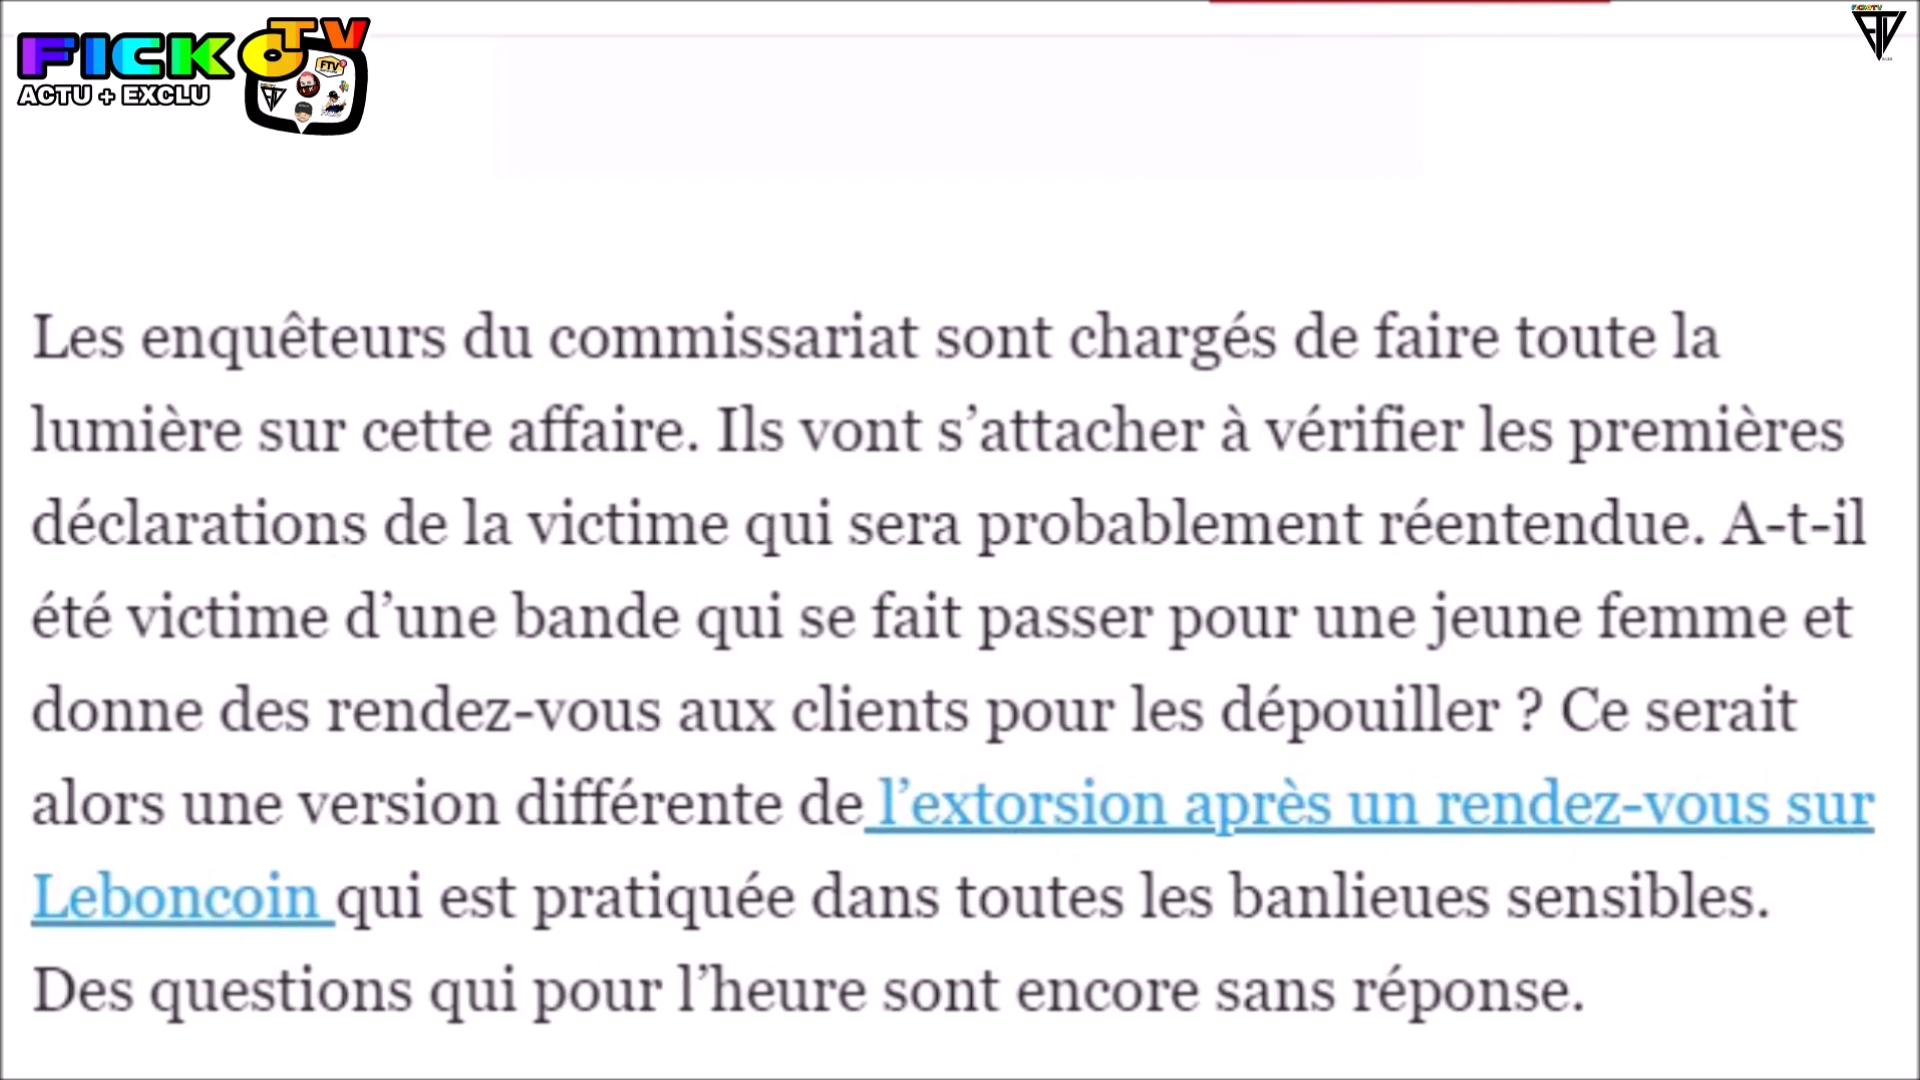 FICKO TV
ACTU + EXCLU
FTV
Les enquêteurs du commissariat sont chargés de faire toute la
lumière sur cette affaire. Ils vont s’attacher à vérifier les premières
déclarations de la victime qui sera probablement réentendue. A-t-il
été victime d’une bande qui se fait passer pour une jeune femme et
donne des rendez-vous aux clients pour les dépouiller ? Ce serait
alors une version différente de l’extorsion après un rendez-vous sur
Leboncoin qui est pratiquée dans toutes les banlieues sensibles.
Des questions qui pour l’heure sont encore sans réponse.